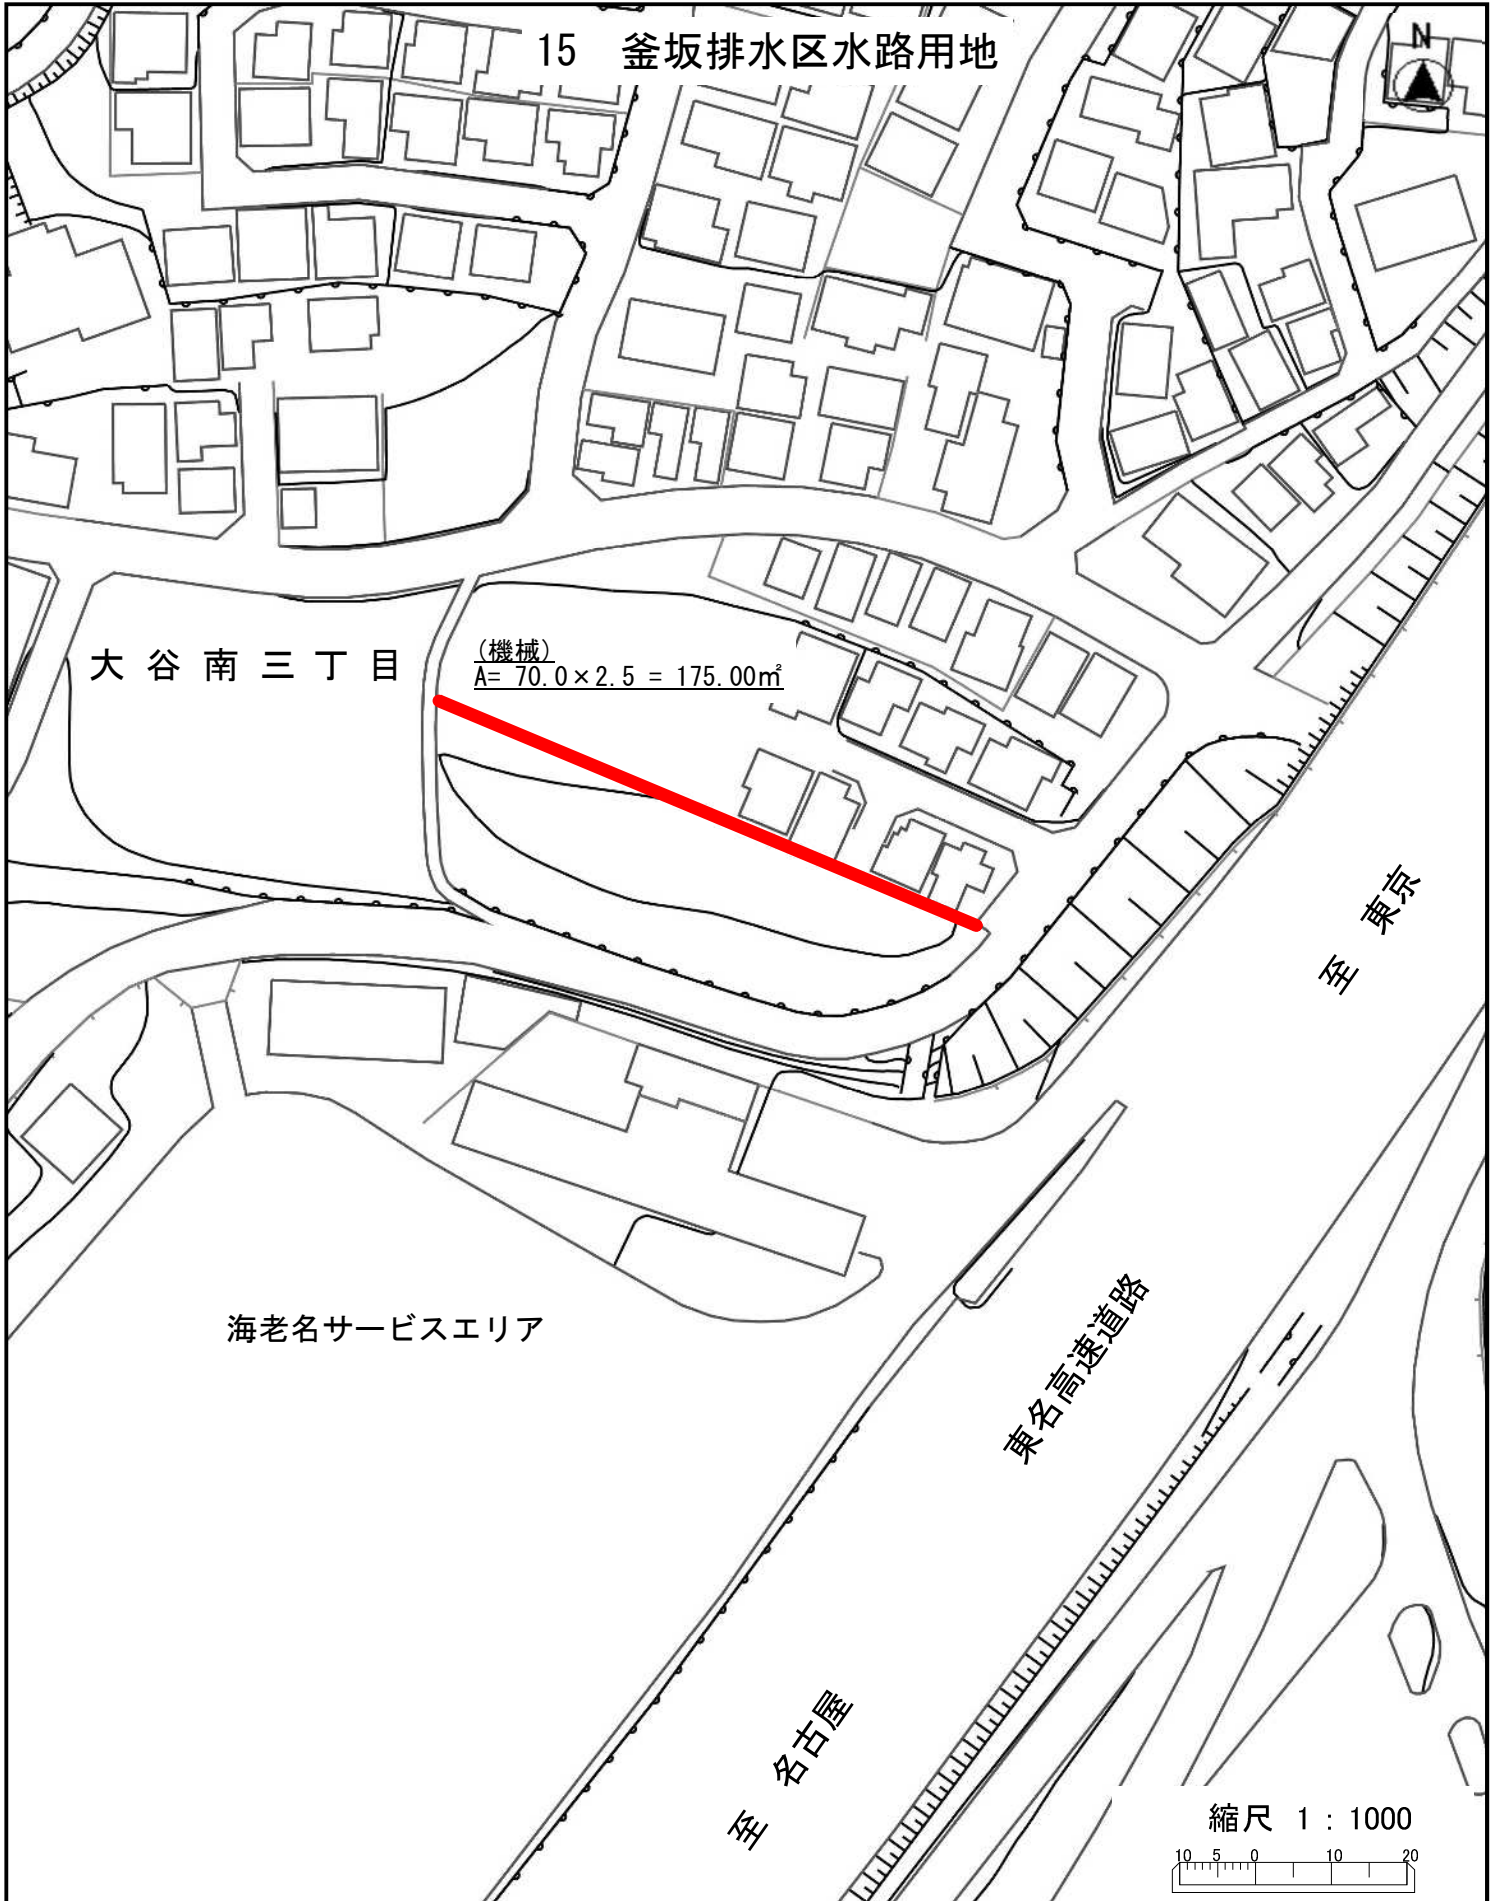 15　釜坂排水区水路用地
N
大谷南三丁目
(機械)
A= 70.0×2.5 = 175.00㎡
至　東京
海老名サービスエリア
東名高速道路
至　名古屋
縮尺 1：1000
10 5 0 10 20